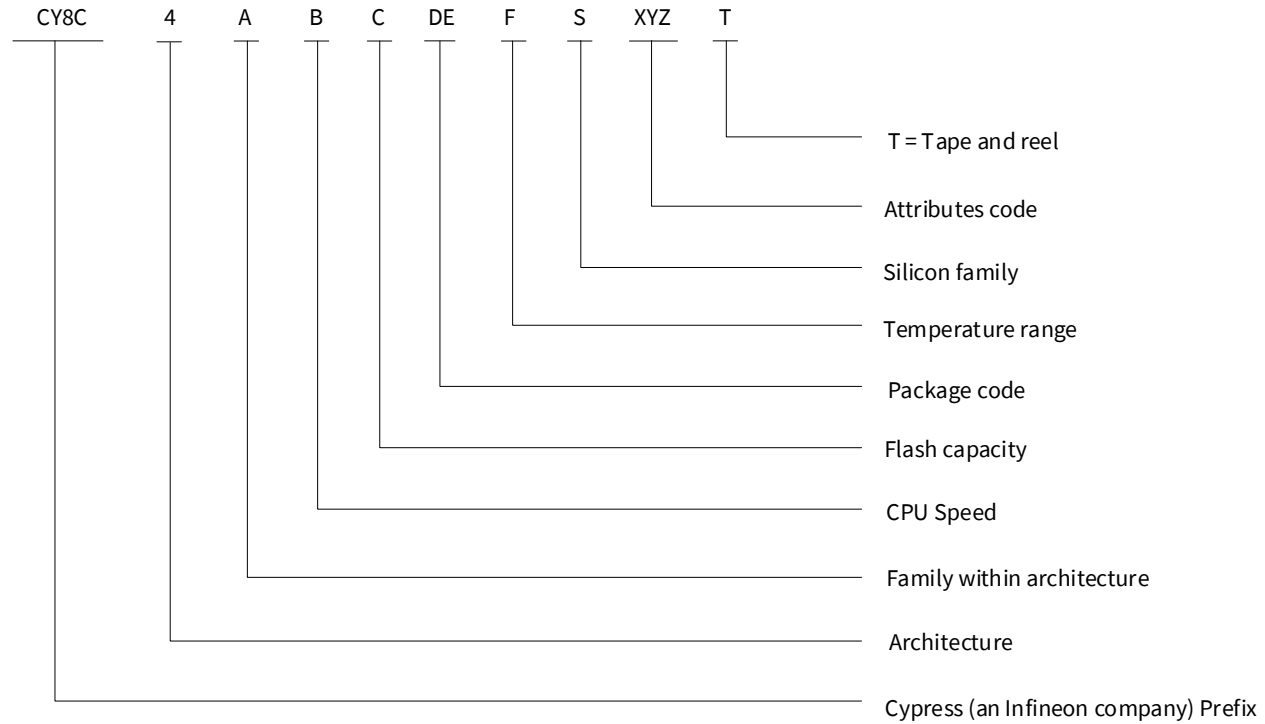 CY8C 4 A B C DE F S XYZ T
T = Tape and reel
Attributes code
Silicon family
Temperature range
Package code
Flash capacity
CPU Speed
Family within architecture
Architecture
Cypress (an Infineon company) Prefix